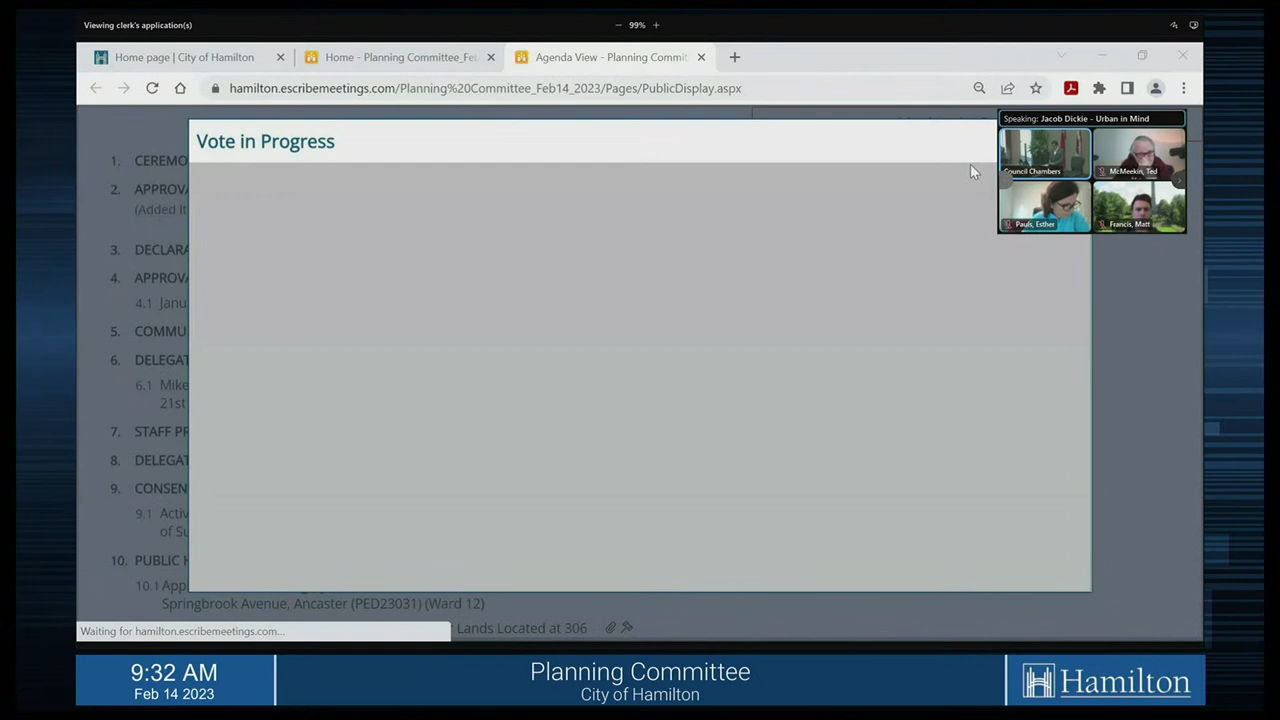 Viewing clerk's application(s)
99%
Home page | City of Hamilton
Home - Planning Committee_Fe
Agenda View - Planning Commit
hamilton.escribemeetings.com/Planning%20Committee_Feb14_2023/Pages/PublicDisplay.aspx
Speaking: Jacob Dickie - Urban in Mind
Council Chambers
McMeekin, Ted
Pauls, Esther
Francis, Matt
Vote in Progress
1. CEREMO
2. APPROVA
(Added It
3. DECLARA
4. APPROVA
4.1 Janu
5. COMMU
6. DELEGAT
6.1 Mike
21st
7. STAFF PR
8. DELEGAT
9. CONSEN
9.1 Activ
of Su
10. PUBLIC H
10.1 App
Springbrook Avenue, Ancaster (PED23031) (Ward 12)
Lands Located at 306
Waiting for hamilton.escribemeetings.com...
9:32 AM
Feb 14 2023
Planning Committee
City of Hamilton
Hamilton